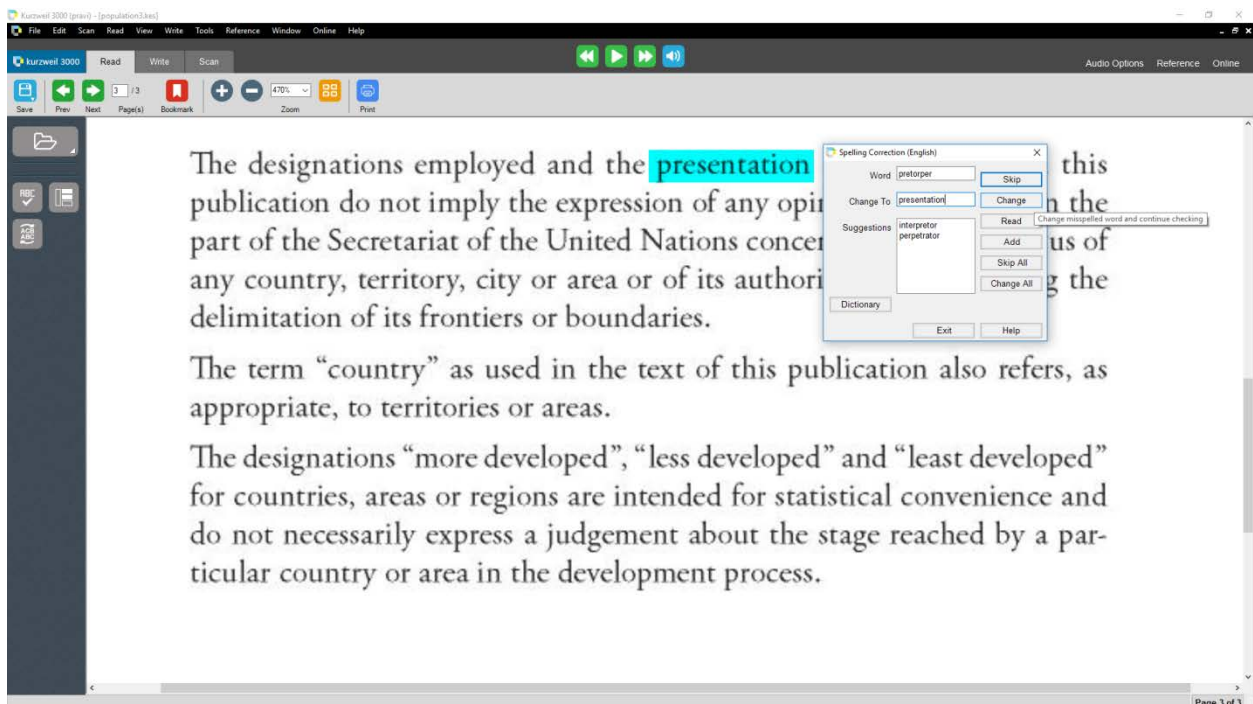 Kurzweil 3000 (pravi) - [population3.kes]
File Edit Scan Read View Write Tools Reference Window Online Help
kurzweil 3000 Read Write Scan Audio Options Reference Online
3 /3 470%
Save Prev Next Page(s) Bookmark Zoom Print
ABC
ACB
ABC
The designations employed and the presentation this
publication do not imply the expression of any opi n the
part of the Secretariat of the United Nations concer us of
any country, territory, city or area or of its authori g the
delimitation of its frontiers or boundaries.
The term “country” as used in the text of this publication also refers, as
appropriate, to territories or areas.
The designations “more developed”, “less developed” and “least developed”
for countries, areas or regions are intended for statistical convenience and
do not necessarily express a judgement about the stage reached by a par-
ticular country or area in the development process.
Spelling Correction (English)
Word pretorper Skip
Change To presentation Change
Change misspelled word and continue checking
Suggestions interpretor Read
perpetrator Add
Skip All
Change All
Dictionary
Exit Help
Page 3 of 3